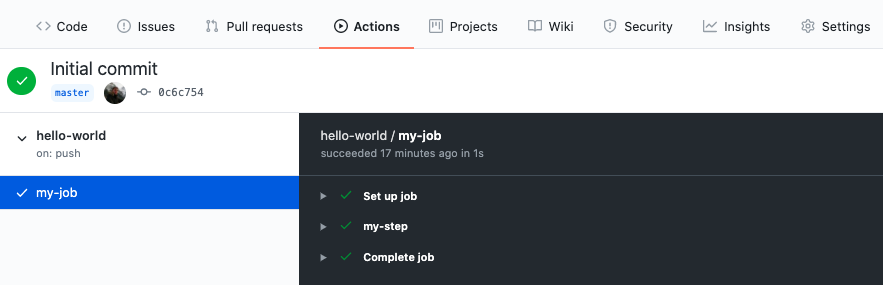 Code Issues Pull requests Actions Projects Wiki Security Insights Settings
Initial commit
master 0c6c754
hello-world
on: push
my-job
hello-world / my-job
succeeded 17 minutes ago in 1s
Set up job
my-step
Complete job